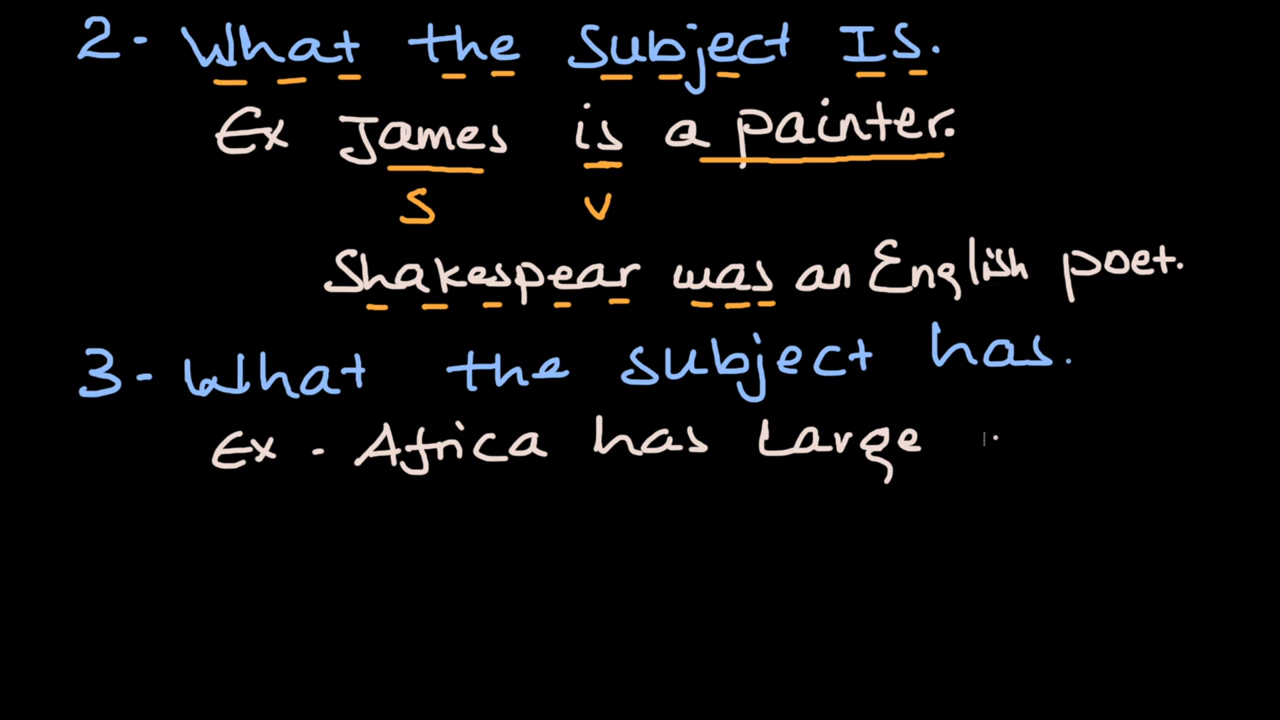 2- What the Subject Is.
Ex James is a painter.
S V
Shakespear was an English poet.
3- What the subject has.
Ex - Africa has Large